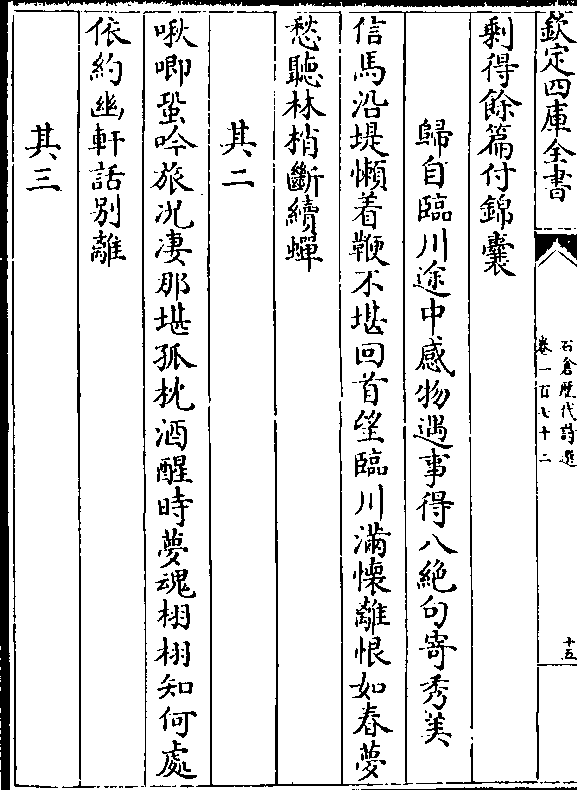 欽定四庫全書
石倉歷代詩選
卷一百七十二
十五
剩得餘篇付錦囊
歸自臨川途中感物遇事得八絶句寄秀美
信馬沿堤懶着鞭不堪回首望臨川滿懐離恨如春夢
愁聽林梢斷續蟬
其二
啾唧蛩吟旅况凄那堪孤枕酒醒時夢魂栩栩知何處
依約幽軒話别離
其三